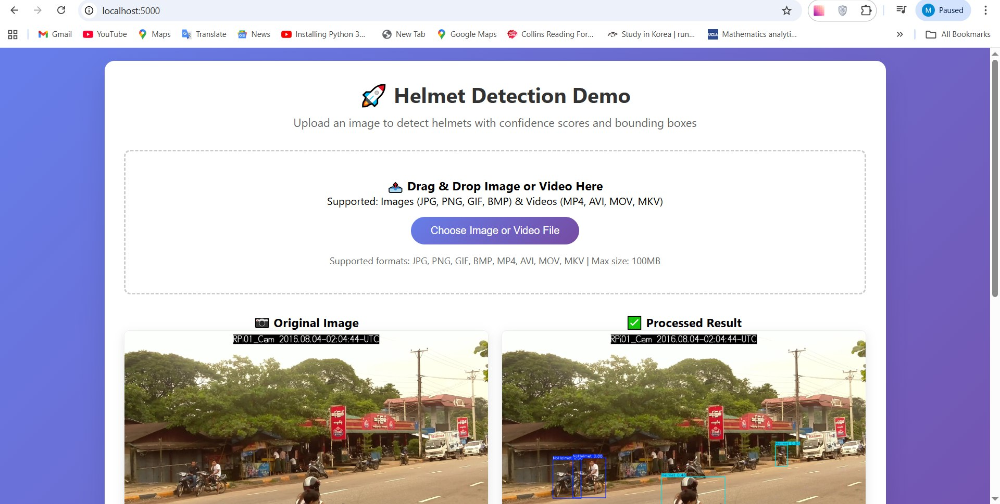 localhost:5000
M Paused
Gmail
YouTube
Maps
Translate
News
Installing Python 3...
New Tab
Google Maps
Collins Reading For...
Study in Korea | run...
UCLA Mathematics analyti...
All Bookmarks
Helmet Detection Demo
Upload an image to detect helmets with confidence scores and bounding boxes
Drag & Drop Image or Video Here
Supported: Images (JPG, PNG, GIF, BMP) & Videos (MP4, AVI, MOV, MKV)
Choose Image or Video File
Supported formats: JPG, PNG, GIF, BMP, MP4, AVI, MOV, MKV | Max size: 100MB
Original Image
RPi01_Cam 2016.08.04-02:04:44-UTC
Rinnai
Processed Result
RPi01_Cam 2016.08.04-02:04:44-UTC
Rinnai
Helmet
NoHelmet
NoHelmet 0.88
Helmet 0.46